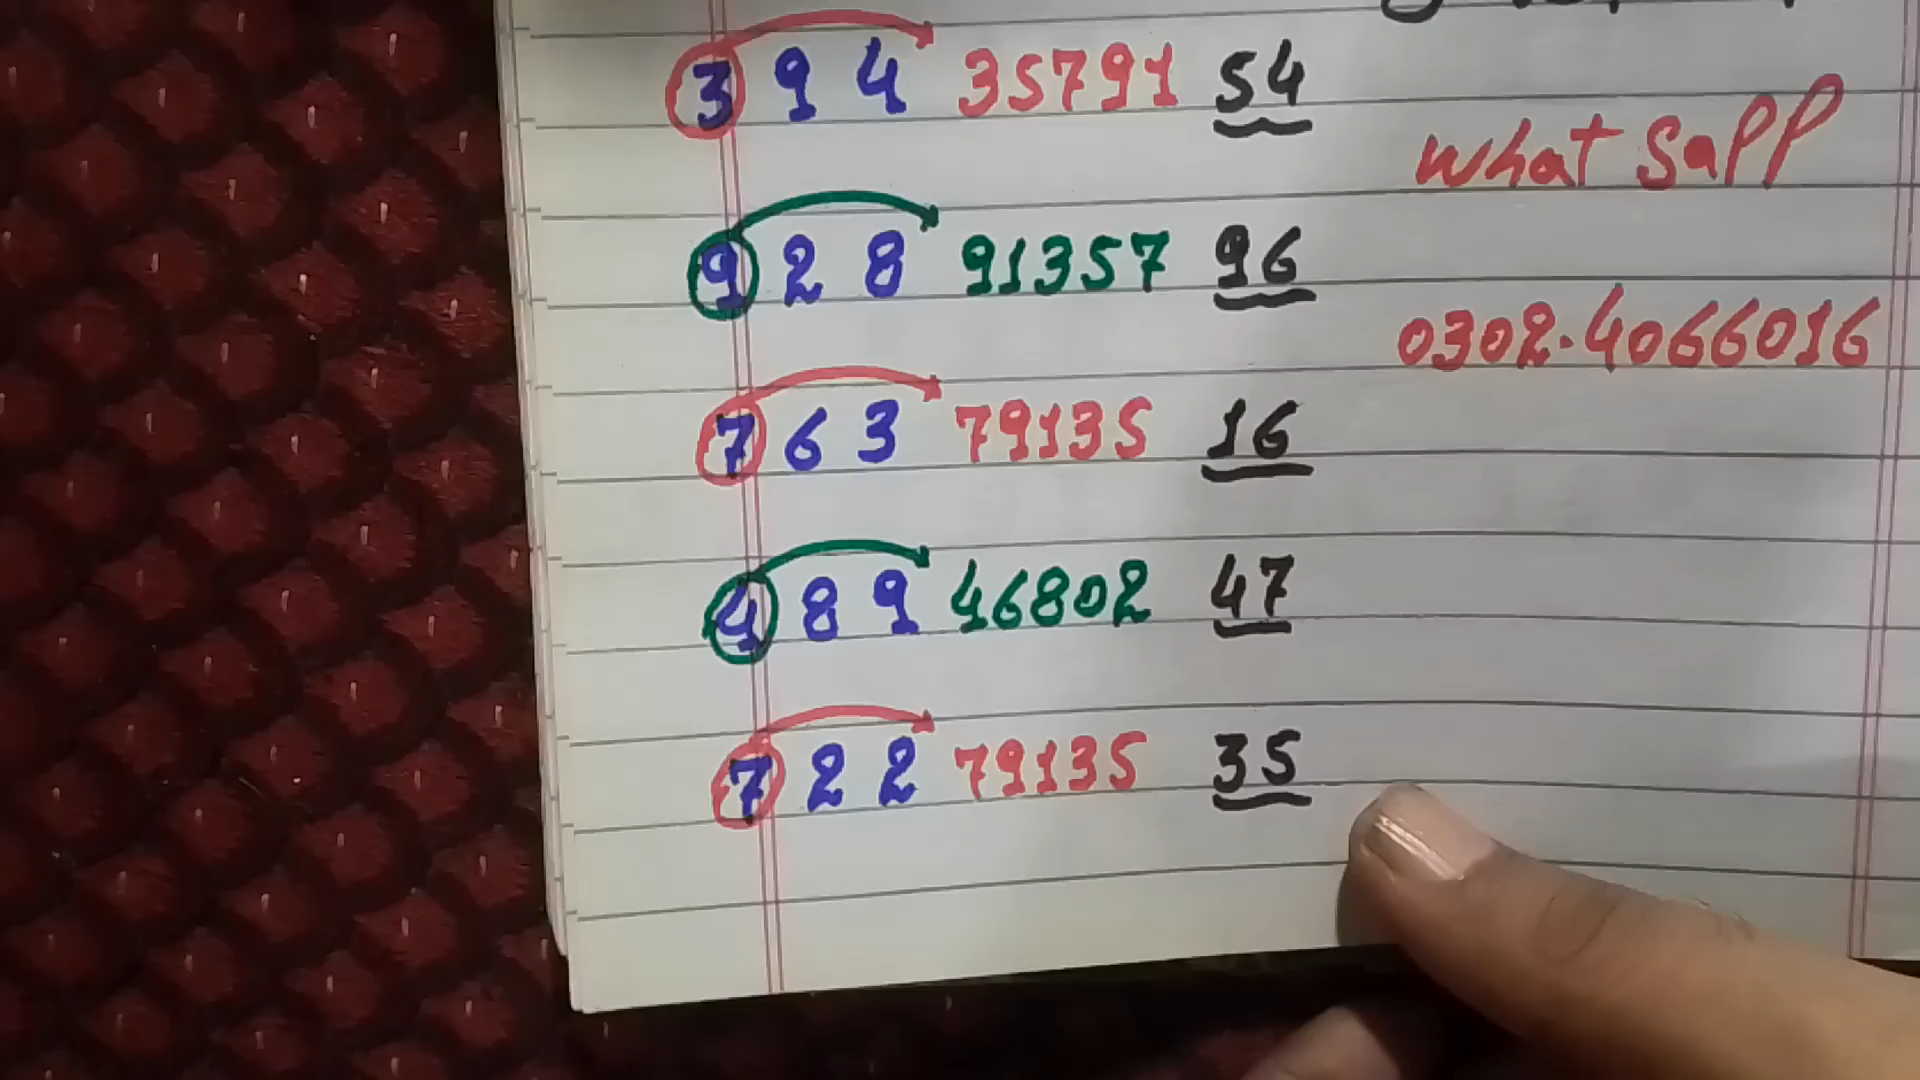 3 9 4 35791 54
what sapp
9 2 8 91357 96
0302.4066016
7 6 3 79135 16
4 8 9 46802 47
7 2 2 79135 35